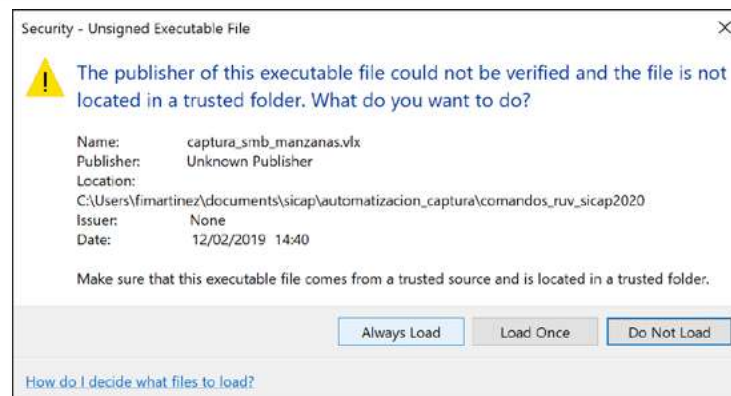 Security - Unsigned Executable File
The publisher of this executable file could not be verified and the file is not
located in a trusted folder. What do you want to do?
Name: captura_smb_manzanas.vlx
Publisher: Unknown Publisher
Location:
C:\Users\fimartinez\documents\sicap\automatizacion_captura\comandos_ruv_sicap2020
Issuer: None
Date: 12/02/2019 14:40
Make sure that this executable file comes from a trusted source and is located in a trusted folder.
Always Load Load Once Do Not Load
How do I decide what files to load?